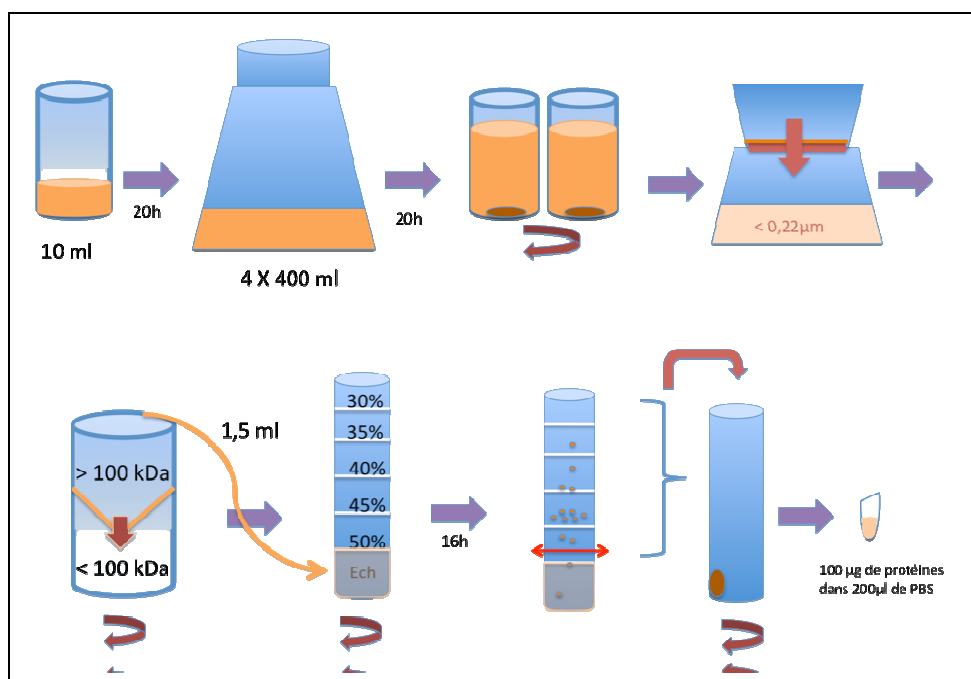 20h
10 ml
20h
4 X 400 ml
< 0,22µm
> 100 kDa
< 100 kDa
1,5 ml
30%
35%
40%
45%
50%
Ech
16h
100 µg de protéines
dans 200µl de PBS